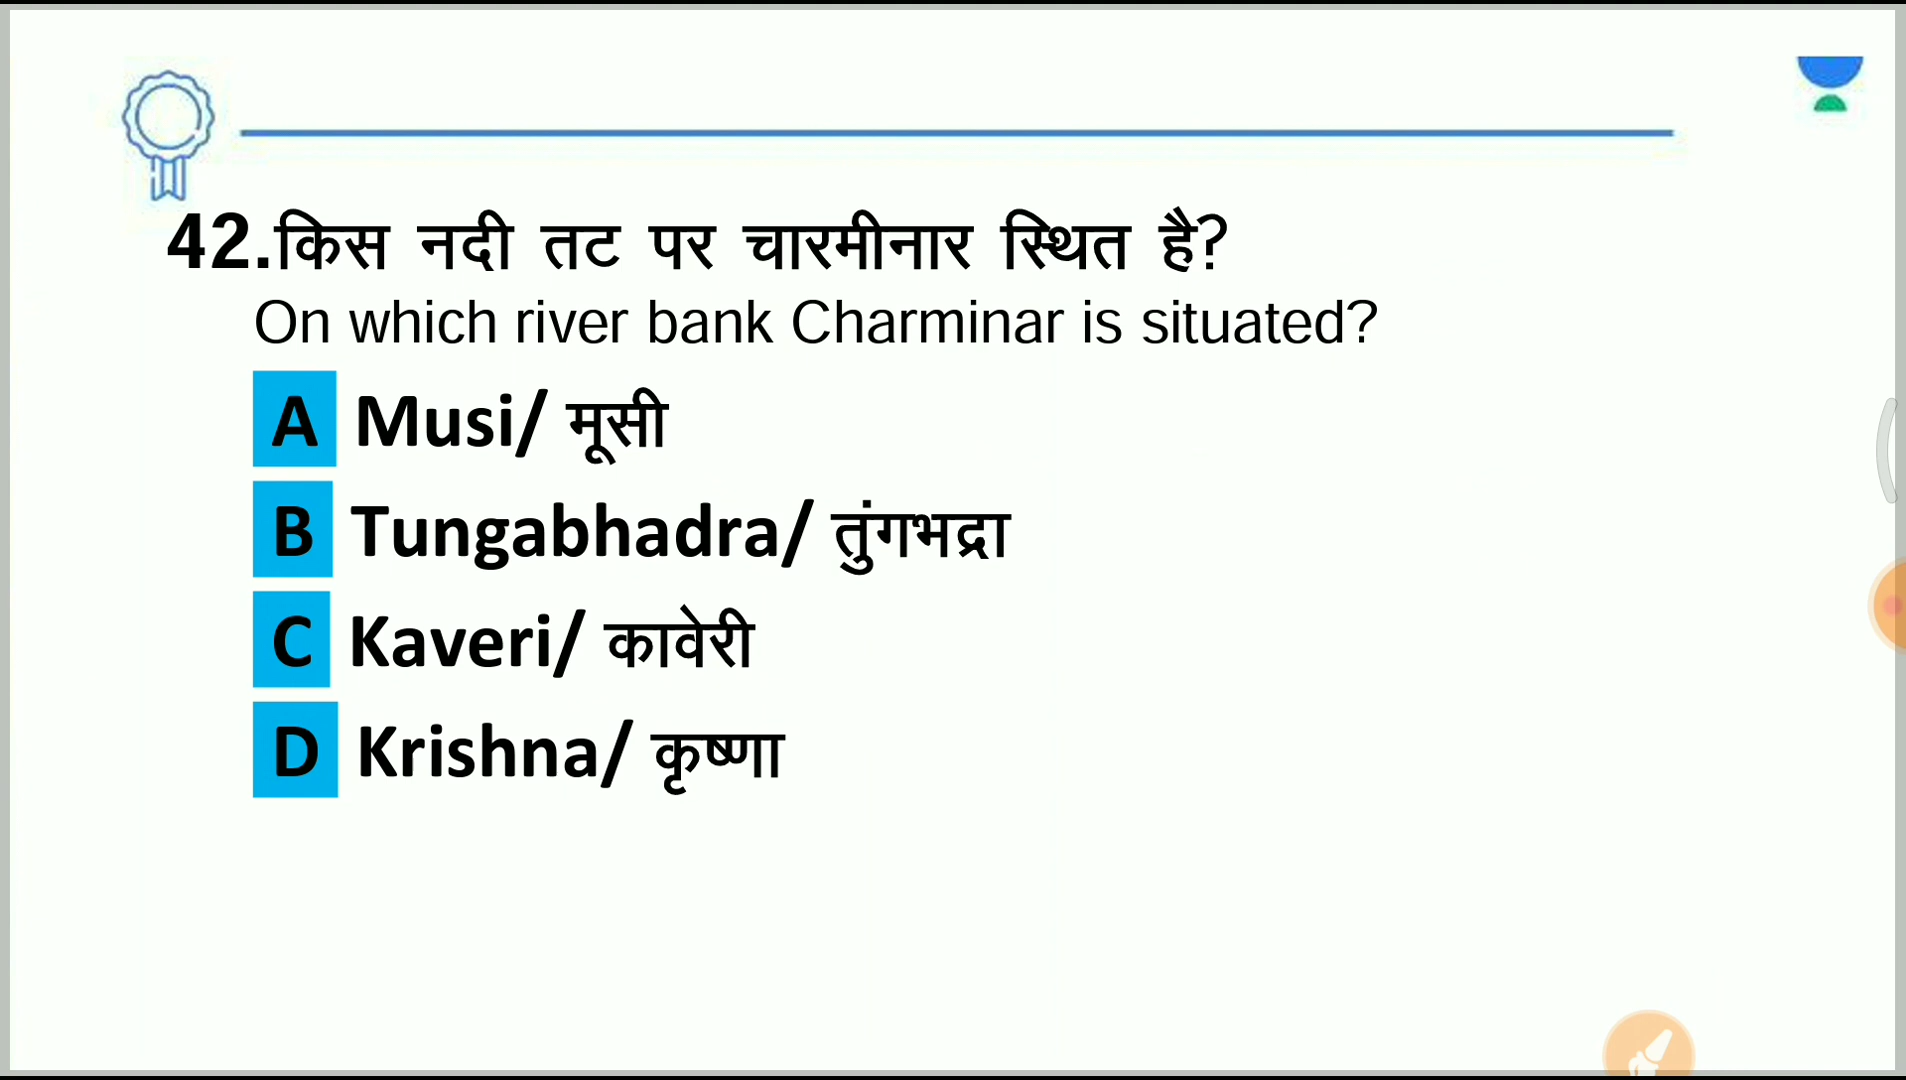 42.किस नदी तट पर चारमीनार स्थित है?
On which river bank Charminar is situated?
A Musi/ मूसी
B Tungabhadra/ तुंगभद्रा
C Kaveri/ कावेरी
D Krishna/ कृष्णा